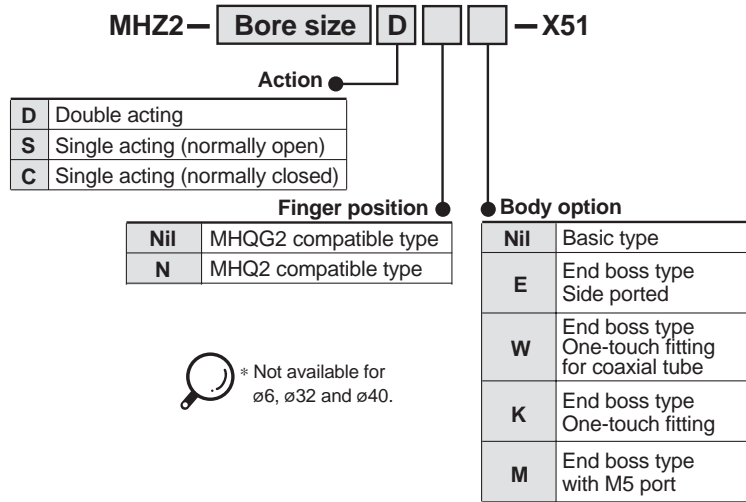 MHZ2— Bore size D —X51
Action
D Double acting
S Single acting (normally open)
C Single acting (normally closed)
Finger position
Nil MHQG2 compatible type
N MHQ2 compatible type
Body option
Nil Basic type
E End boss type
Side ported
W End boss type
One-touch fitting
for coaxial tube
K End boss type
One-touch fitting
M End boss type
with M5 port
* Not available for
ø6, ø32 and ø40.